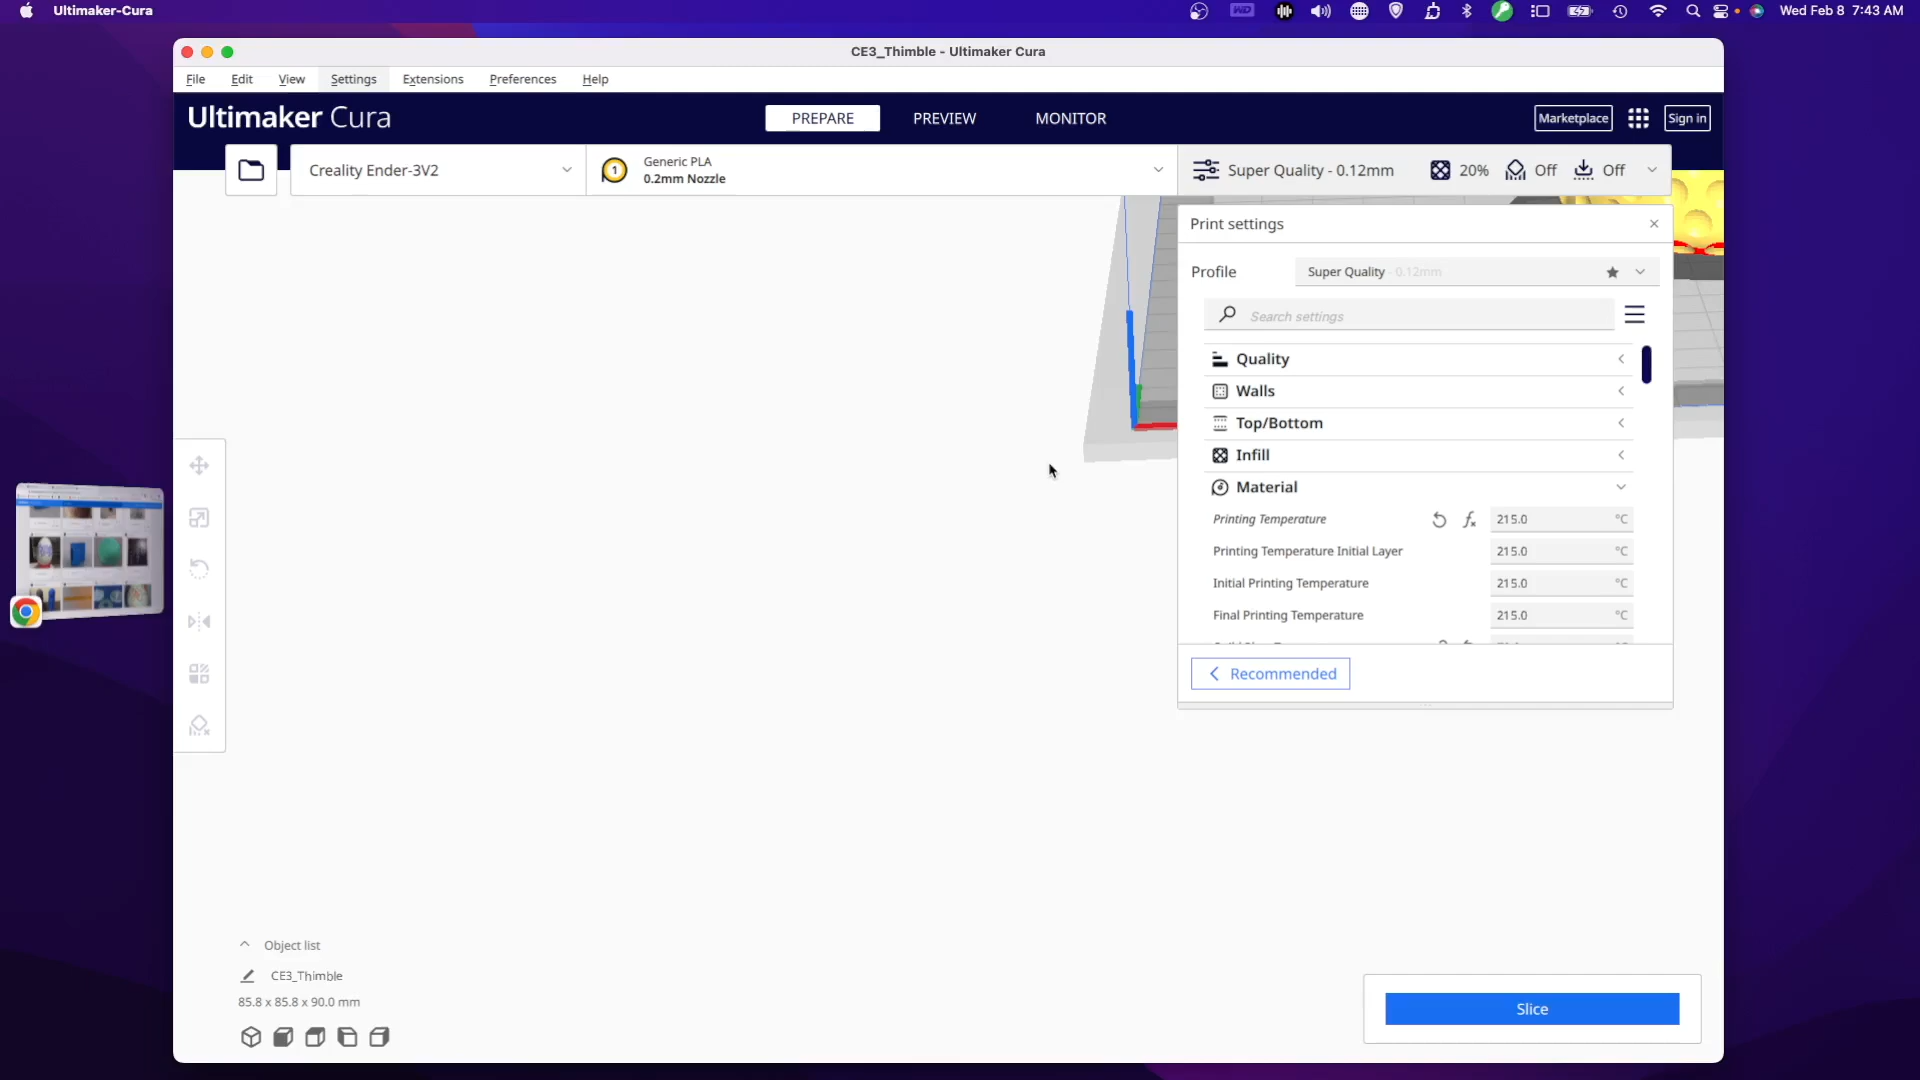 Ultimaker-Cura
Wed Feb 8 7:43 AM
CE3_Thimble - Ultimaker Cura
File Edit View Settings Extensions Preferences Help
Ultimaker Cura
PREPARE PREVIEW MONITOR
Marketplace
Sign in
Creality Ender-3V2
1
Generic PLA
0.2mm Nozzle
Super Quality - 0.12mm 20% Off Off
Print settings
Profile Super Quality - 0.12mm
Search settings
Quality
Walls
Top/Bottom
Infill
Material
Printing Temperature 215.0 °C
Printing Temperature Initial Layer 215.0 °C
Initial Printing Temperature 215.0 °C
Final Printing Temperature 215.0 °C
Recommended
Object list
CE3_Thimble
85.8 x 85.8 x 90.0 mm
Slice